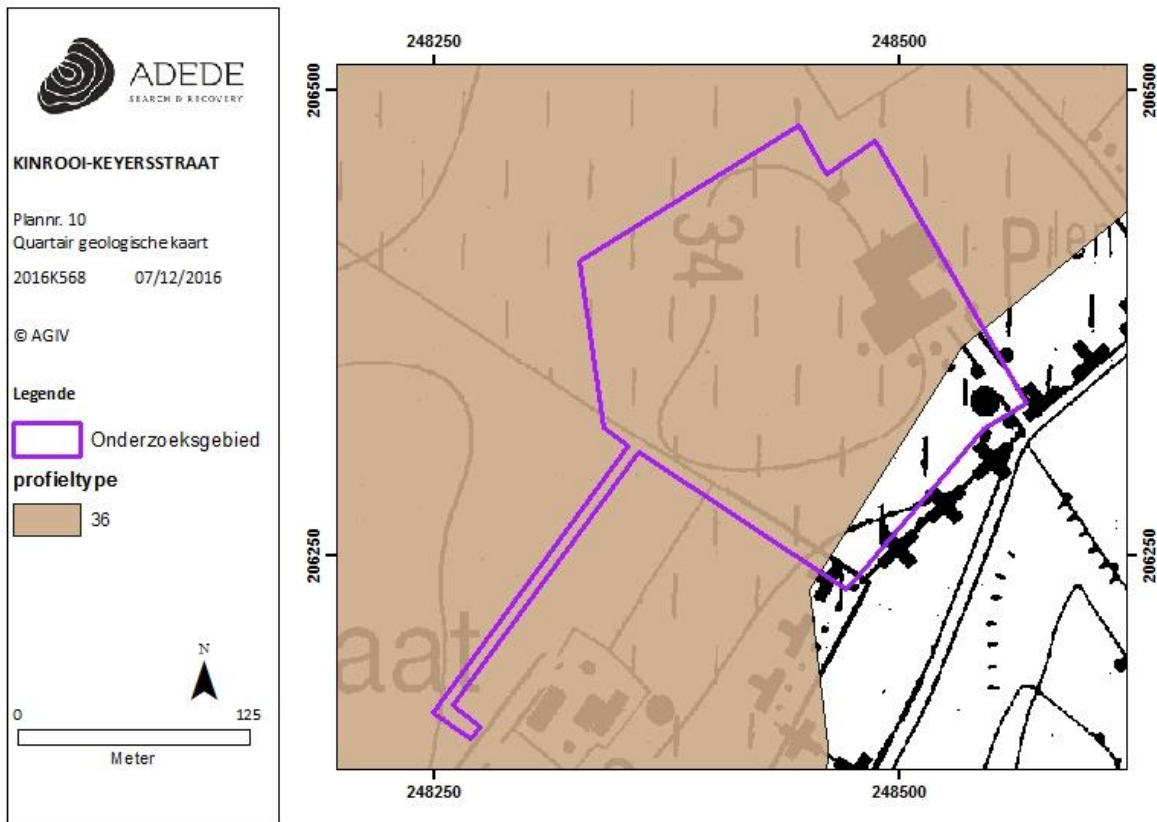 ADEDE
SEARCH & RECOVERY
KINROOI-KEYERSSTRAAT
Plannr. 10
Quartair geologische kaart
2016K568 07/12/2016
© AGIV
Legende
Onderzoeksgebied
profieltype
36
N
0 125
Meter
248250 248500
206500 206500
34
aat
206250 206250
248250 248500